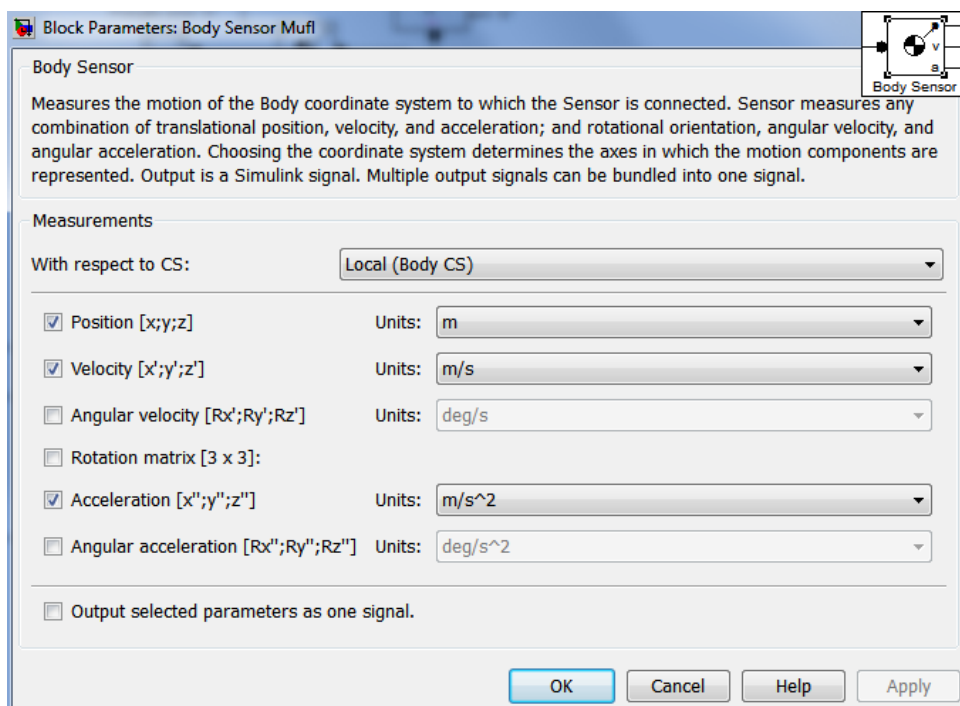 Block Parameters: Body Sensor Mufl
v
a
Body Sensor
Body Sensor
Measures the motion of the Body coordinate system to which the Sensor is connected. Sensor measures any
combination of translational position, velocity, and acceleration; and rotational orientation, angular velocity, and
angular acceleration. Choosing the coordinate system determines the axes in which the motion components are
represented. Output is a Simulink signal. Multiple output signals can be bundled into one signal.
Measurements
With respect to CS: Local (Body CS)
Position [x;y;z] Units: m
Velocity [x';y';z'] Units: m/s
Angular velocity [Rx';Ry';Rz'] Units: deg/s
Rotation matrix [3 x 3]:
Acceleration [x'';y'';z''] Units: m/s^2
Angular acceleration [Rx'';Ry'';Rz''] Units: deg/s^2
Output selected parameters as one signal.
OK Cancel Help Apply